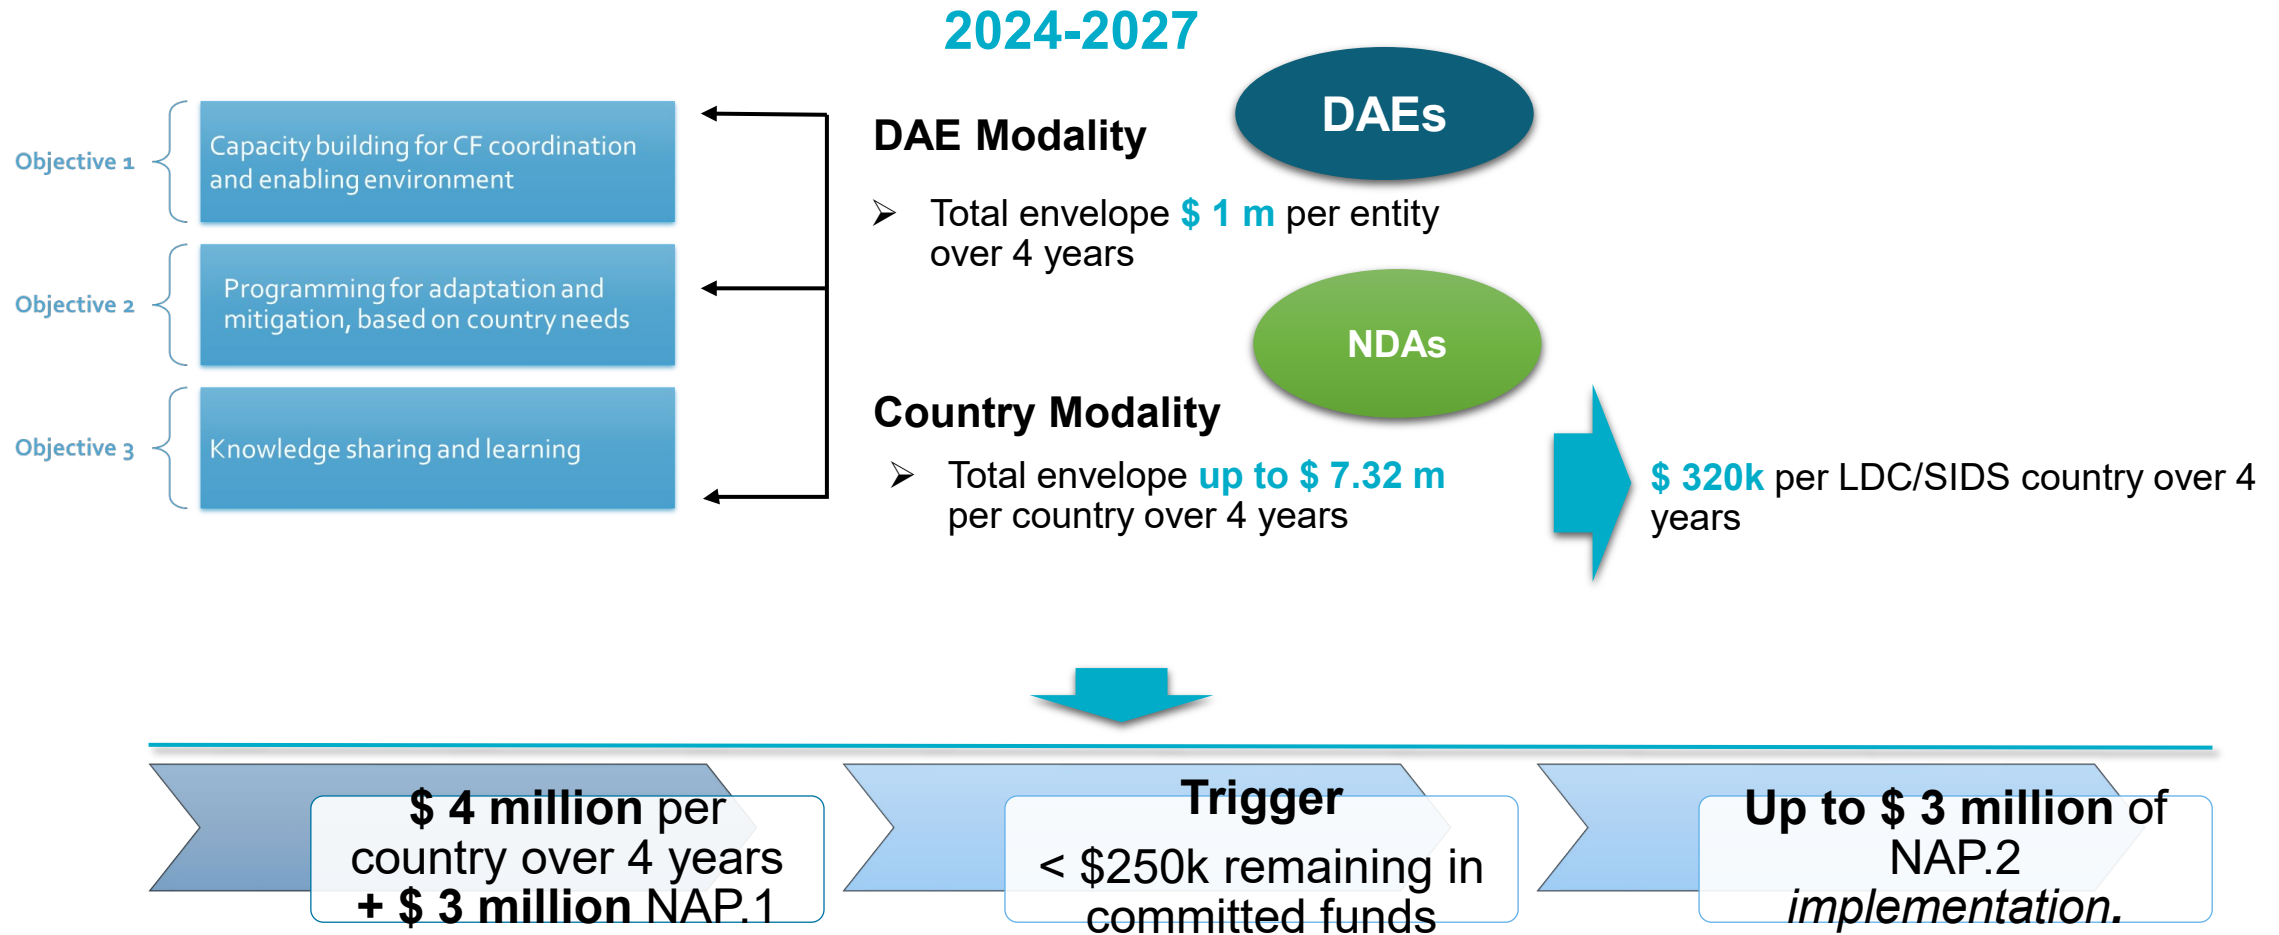 2024-2027
Objective 1
Capacity building for CF coordination
and enabling environment
Objective 2
Programming for adaptation and
mitigation, based on country needs
Objective 3
Knowledge sharing and learning
DAEs
DAE Modality
➢ Total envelope $ 1 m per entity
over 4 years
NDAs
Country Modality
➢ Total envelope up to $ 7.32 m
per country over 4 years
$ 320k per LDC/SIDS country over 4
years
$ 4 million per
country over 4 years
+ $ 3 million NAP.1
Trigger
< $250k remaining in
committed funds
Up to $ 3 million of
NAP.2
implementation.